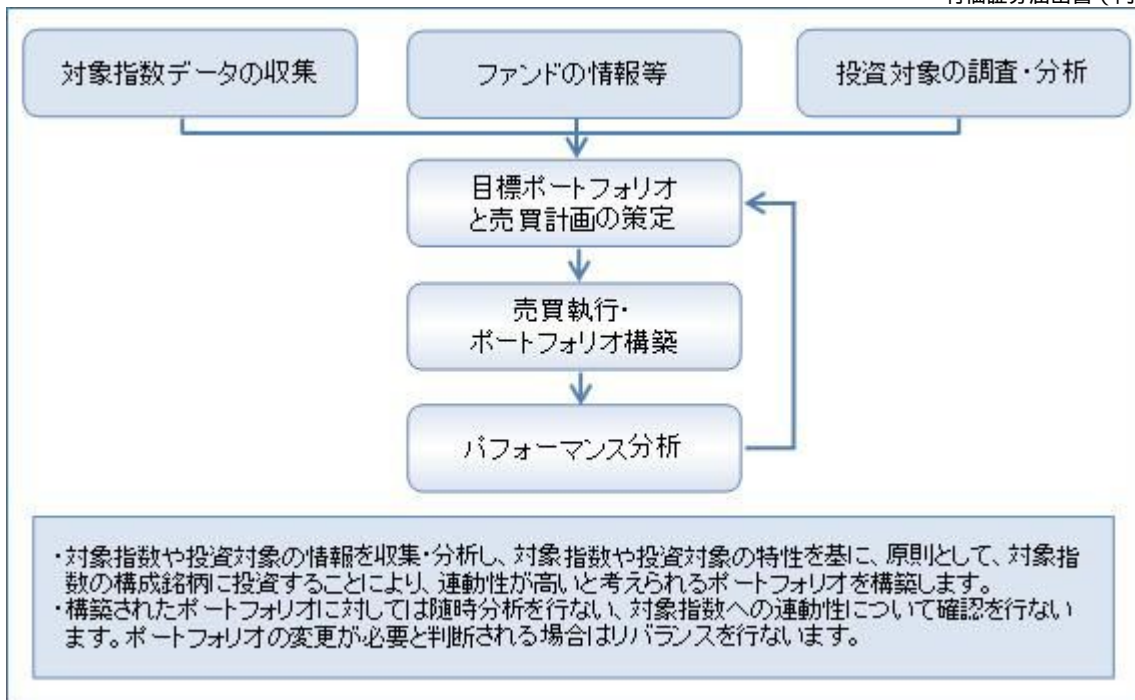 対象指数データの収集
ファンドの情報等
投資対象の調査・分析
目標ポートフォリオ
と売買計画の策定
売買執行・
ポートフォリオ構築
パフォーマンス分析
・対象指数や投資対象の情報を収集・分析し、対象指数や投資対象の特性を基に、原則として、対象指
数の構成銘柄に投資することにより、連動性が高いと考えられるポートフォリオを構築します。
・構築されたポートフォリオに対しては随時分析を行ない、対象指数への連動性について確認を行ない
ます。ポートフォリオの変更が必要と判断される場合はリバランスを行ないます。